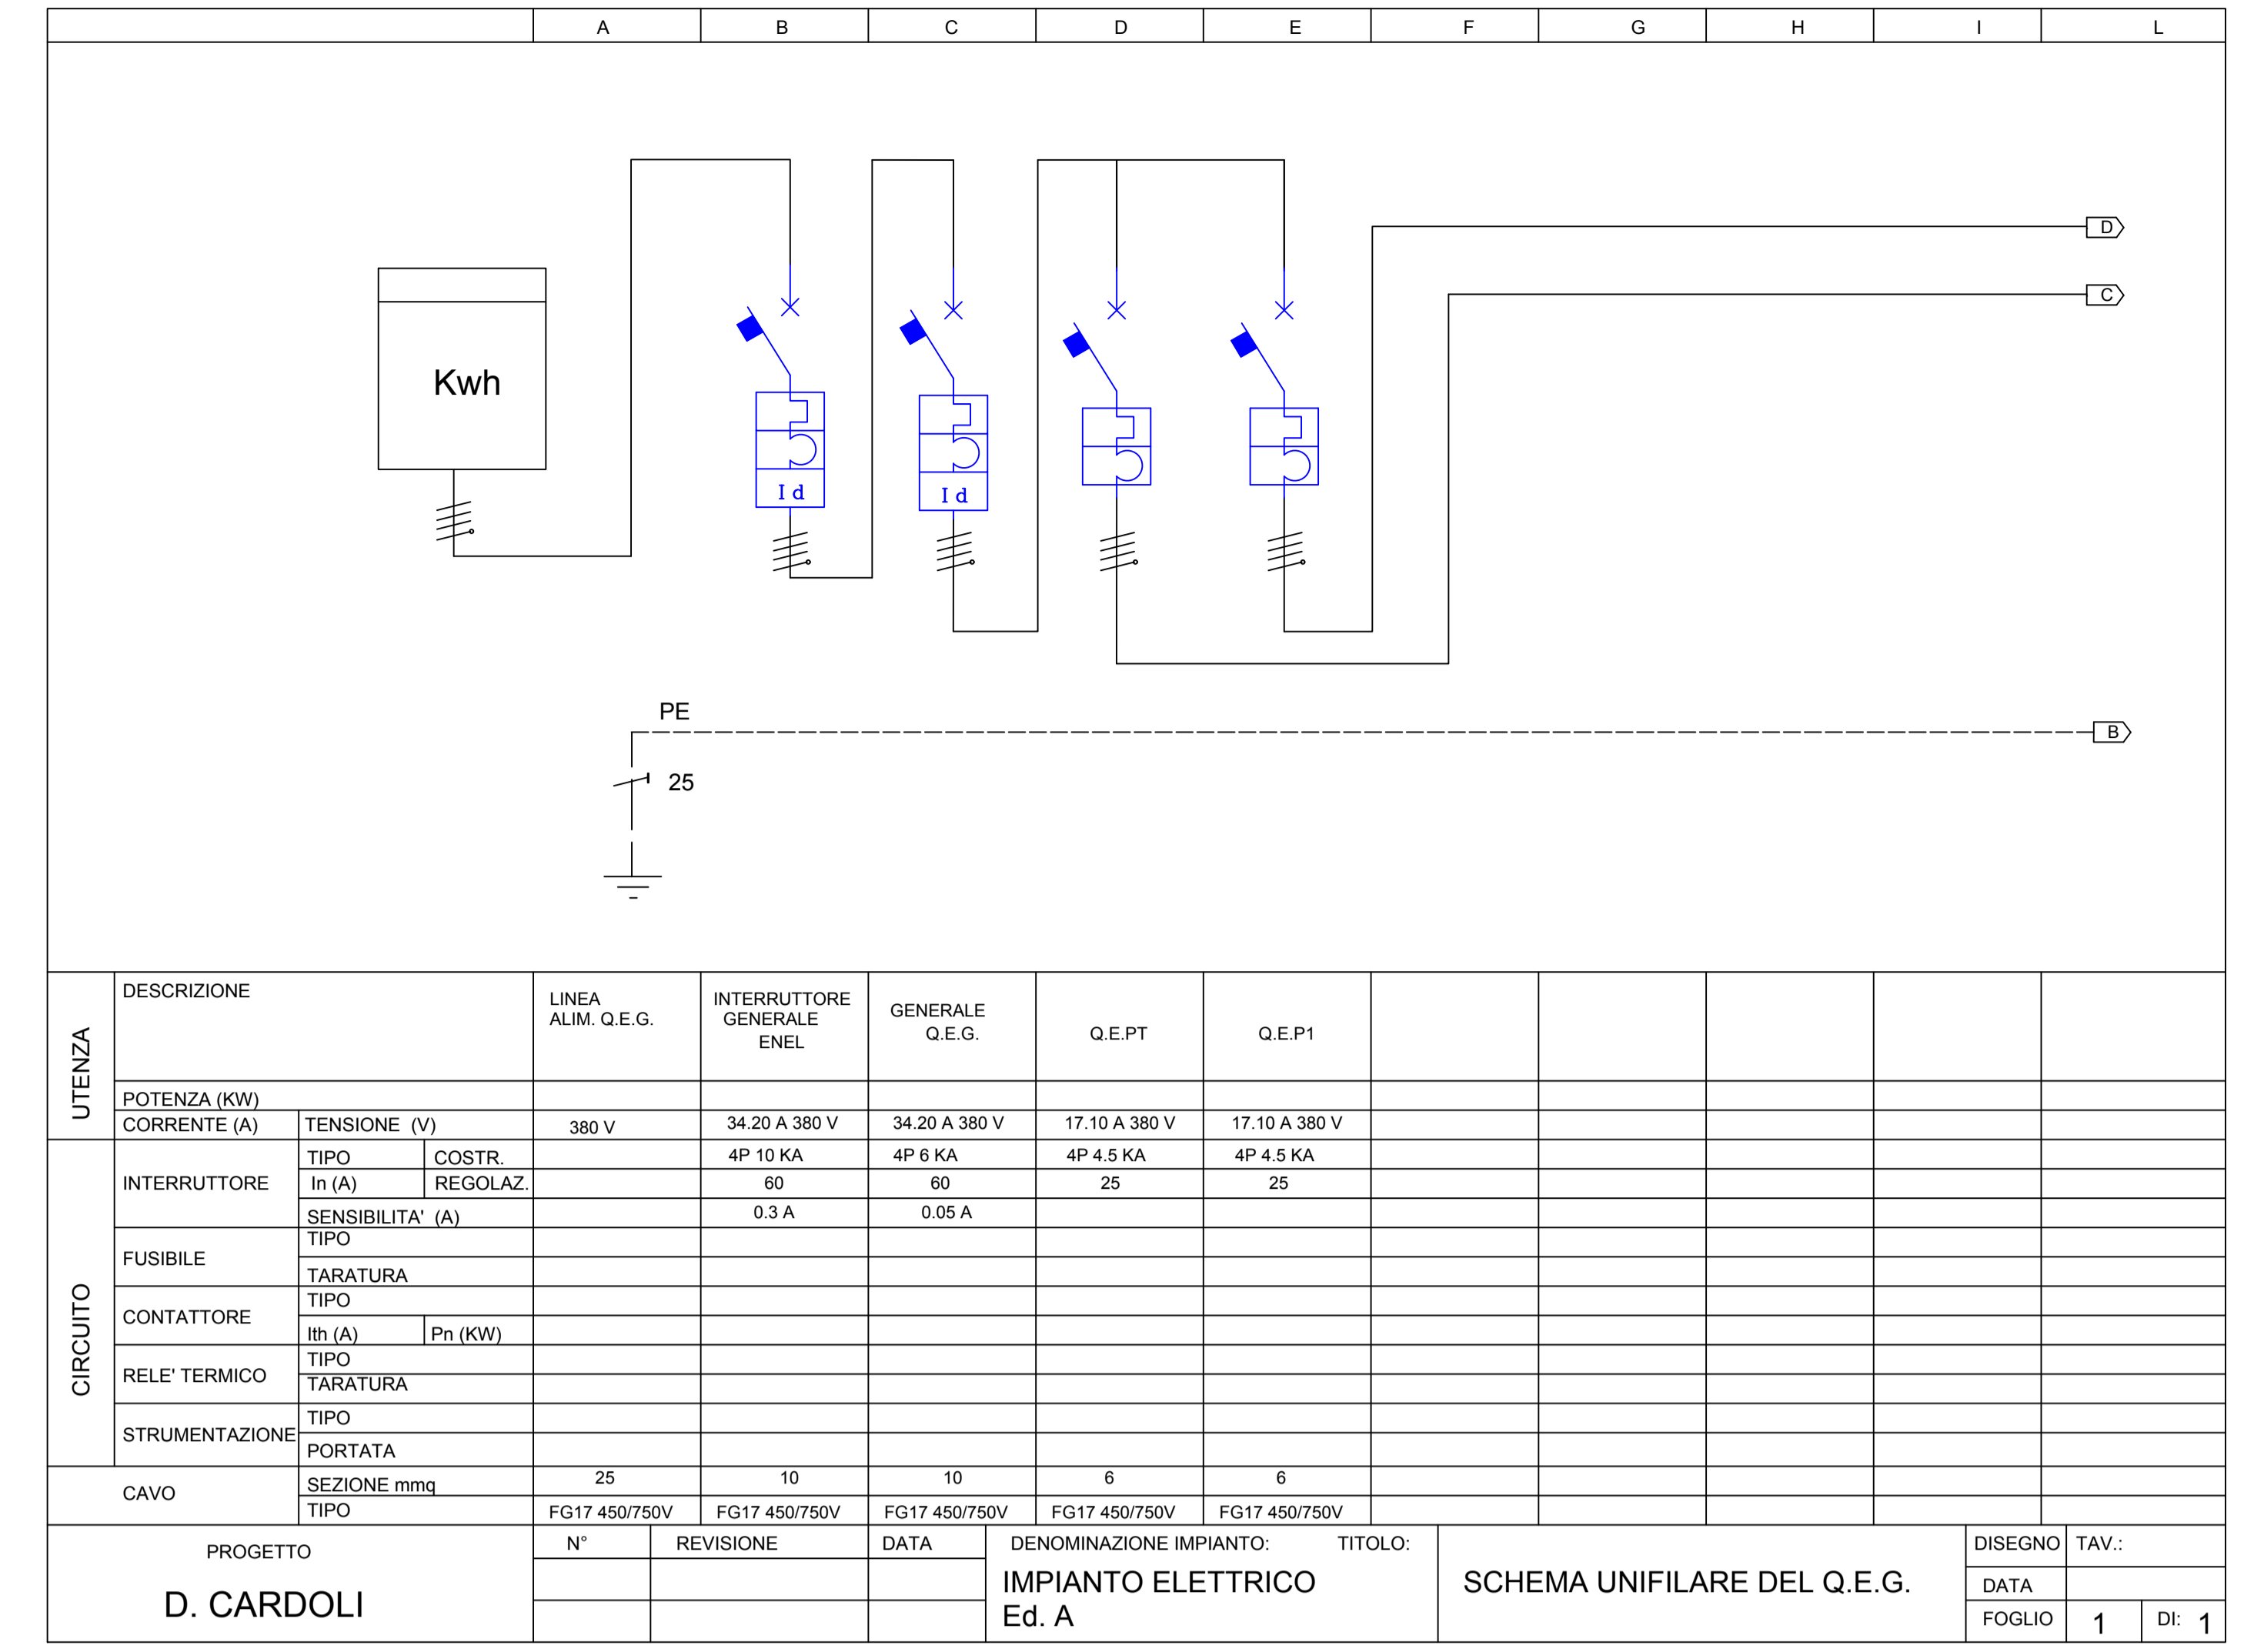 A B C D E F G H I L
D
C
Kwh
I d
I d
PE
B
25
UTENZA
DESCRIZIONE
LINEA
ALIM. Q.E.G.
INTERRUTTORE
GENERALE
ENEL
GENERALE
Q.E.G.
Q.E.PT
Q.E.P1
POTENZA (KW)
CORRENTE (A) TENSIONE (V) 380 V 34.20 A 380 V 34.20 A 380 V 17.10 A 380 V 17.10 A 380 V
CIRCUITO
INTERRUTTORE
TIPO COSTR. 4P 10 KA 4P 6 KA 4P 4.5 KA 4P 4.5 KA
In (A) REGOLAZ. 60 60 25 25
SENSIBILITA' (A) 0.3 A 0.05 A
FUSIBILE
TIPO
TARATURA
CONTATTORE
TIPO
Ith (A) Pn (KW)
RELE' TERMICO
TIPO
TARATURA
STRUMENTAZIONE
TIPO
PORTATA
CAVO
SEZIONE mmq 25 10 10 6 6
TIPO FG17 450/750V FG17 450/750V FG17 450/750V FG17 450/750V FG17 450/750V
PROGETTO
D. CARDOLI
N° REVISIONE DATA
DENOMINAZIONE IMPIANTO: TITOLO:
IMPIANTO ELETTRICO
Ed. A
SCHEMA UNIFILARE DEL Q.E.G.
DISEGNO TAV.:
DATA
FOGLIO 1 DI: 1